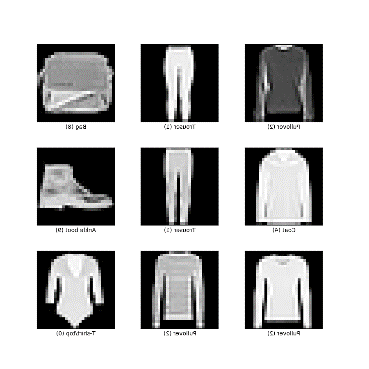 Bag (8)
Trouser (1)
Pullover (2)
Ankle boot (9)
Trouser (1)
Coat (4)
T-shirt/top (0)
Pullover (2)
Pullover (2)